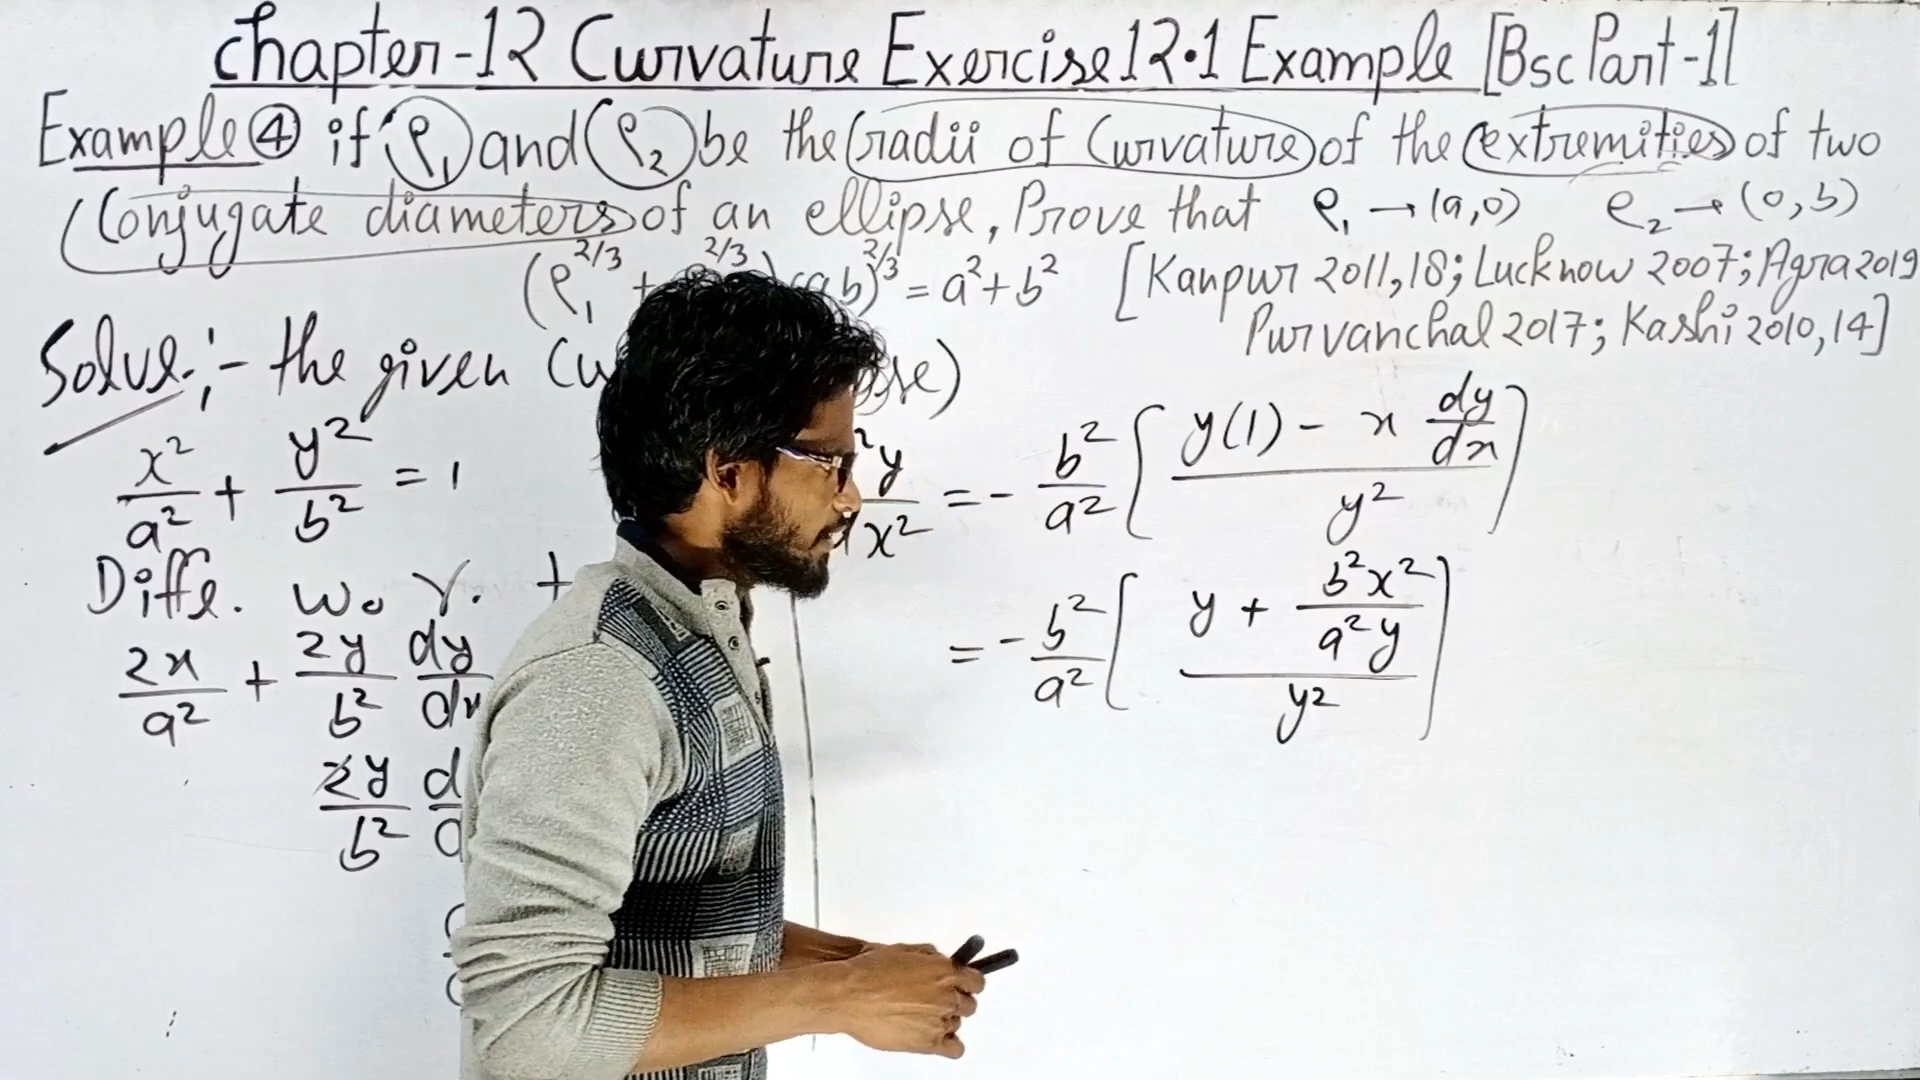 Chapter-12 Curvature Exercise 12.1 Example [Bsc Part-1]
Example ④ if ρ₁ and ρ₂ be the radii of Curvature of the extremities of two
Conjugate diameters of an ellipse, Prove that ρ₁ → (a,0) ρ₂ → (0,b)
(ρ₁^2/3 + ^2/3) b)^2/3 = a² + b² [Kanpur 2011,18; Lucknow 2007; Agra 2019
Purvanchal 2017; Kashi 2010,14]
Solve:- the given
x²/a² + y²/b² = 1
Diffe. w. r. t
2x/a² + 2y/b² dy/dx
2y/b²
²y/x² = - b²/a² [ (y(1) - x dy/dx) / y² ]
= - b²/a² [ (y + b²x²/a²y) / y² ]